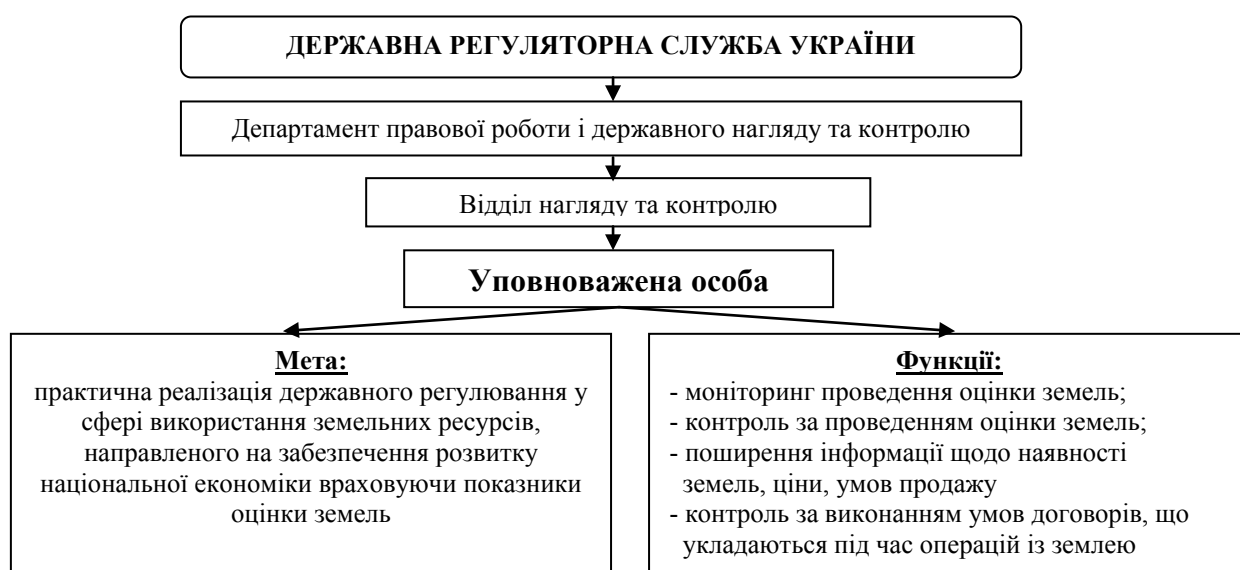 ДЕРЖАВНА РЕГУЛЯТОРНА СЛУЖБА УКРАЇНИ
Департамент правової роботи і державного нагляду та контролю
Відділ нагляду та контролю
Уповноважена особа
Мета:
практична реалізація державного регулювання у
сфері використання земельних ресурсів,
направленого на забезпечення розвитку
національної економіки враховуючи показники
оцінки земель
Функції:
- моніторинг проведення оцінки земель;
- контроль за проведенням оцінки земель;
- поширення інформації щодо наявності
земель, ціни, умов продажу
- контроль за виконанням умов договорів, що
укладаються під час операцій із землею